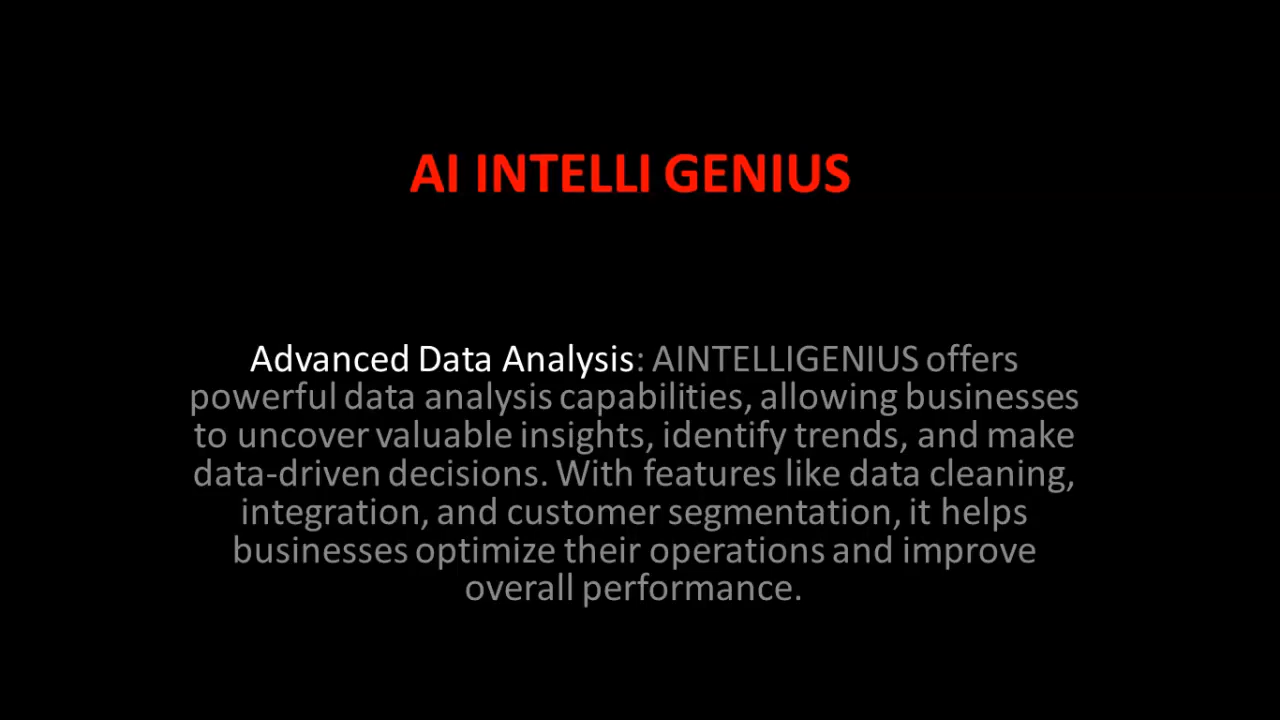 AI INTELLI GENIUS
Advanced Data Analysis: AINTELLIGENIUS offers
powerful data analysis capabilities, allowing businesses
to uncover valuable insights, identify trends, and make
data-driven decisions. With features like data cleaning,
integration, and customer segmentation, it helps
businesses optimize their operations and improve
overall performance.